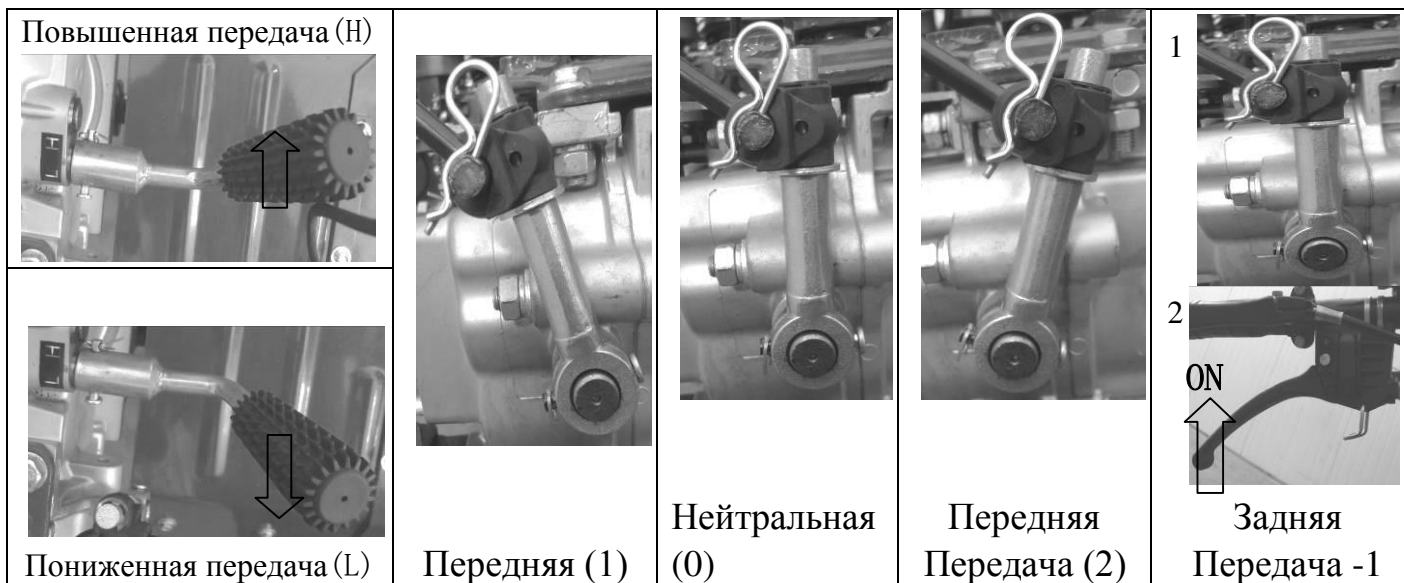 Повышенная передача(H)
H
L
H
L
Пониженная передача(L)
Передняя (1)
Нейтральная
(0)
Передняя
Передача (2)
1
2
ON
Задняя
Передача -1